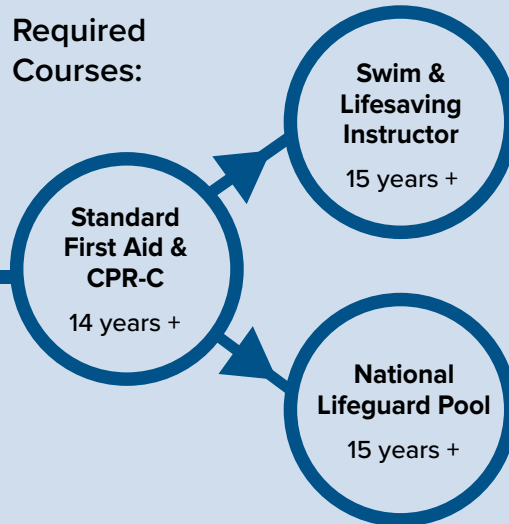 Required
Courses:
Swim &
Lifesaving
Instructor
15 years +
Standard
First Aid &
CPR-C
14 years +
National
Lifeguard Pool
15 years +